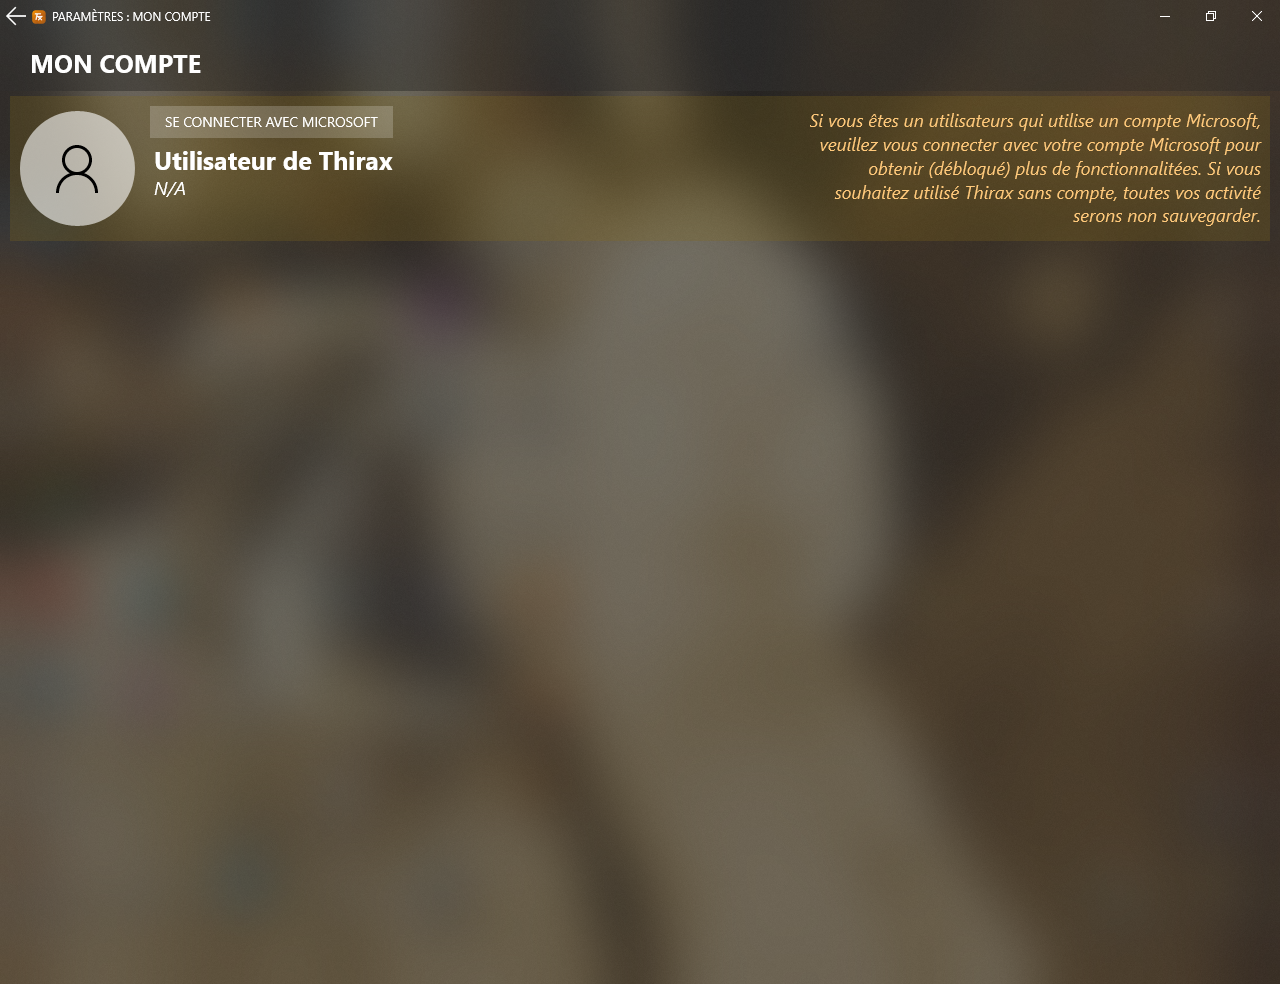 PARAMÈTRES : MON COMPTE
MON COMPTE
SE CONNECTER AVEC MICROSOFT
Utilisateur de Thirax
N/A
Si vous êtes un utilisateurs qui utilise un compte Microsoft,
veuillez vous connecter avec votre compte Microsoft pour
obtenir (débloqué) plus de fonctionnalitées. Si vous
souhaitez utilisé Thirax sans compte, toutes vos activité
serons non sauvegarder.